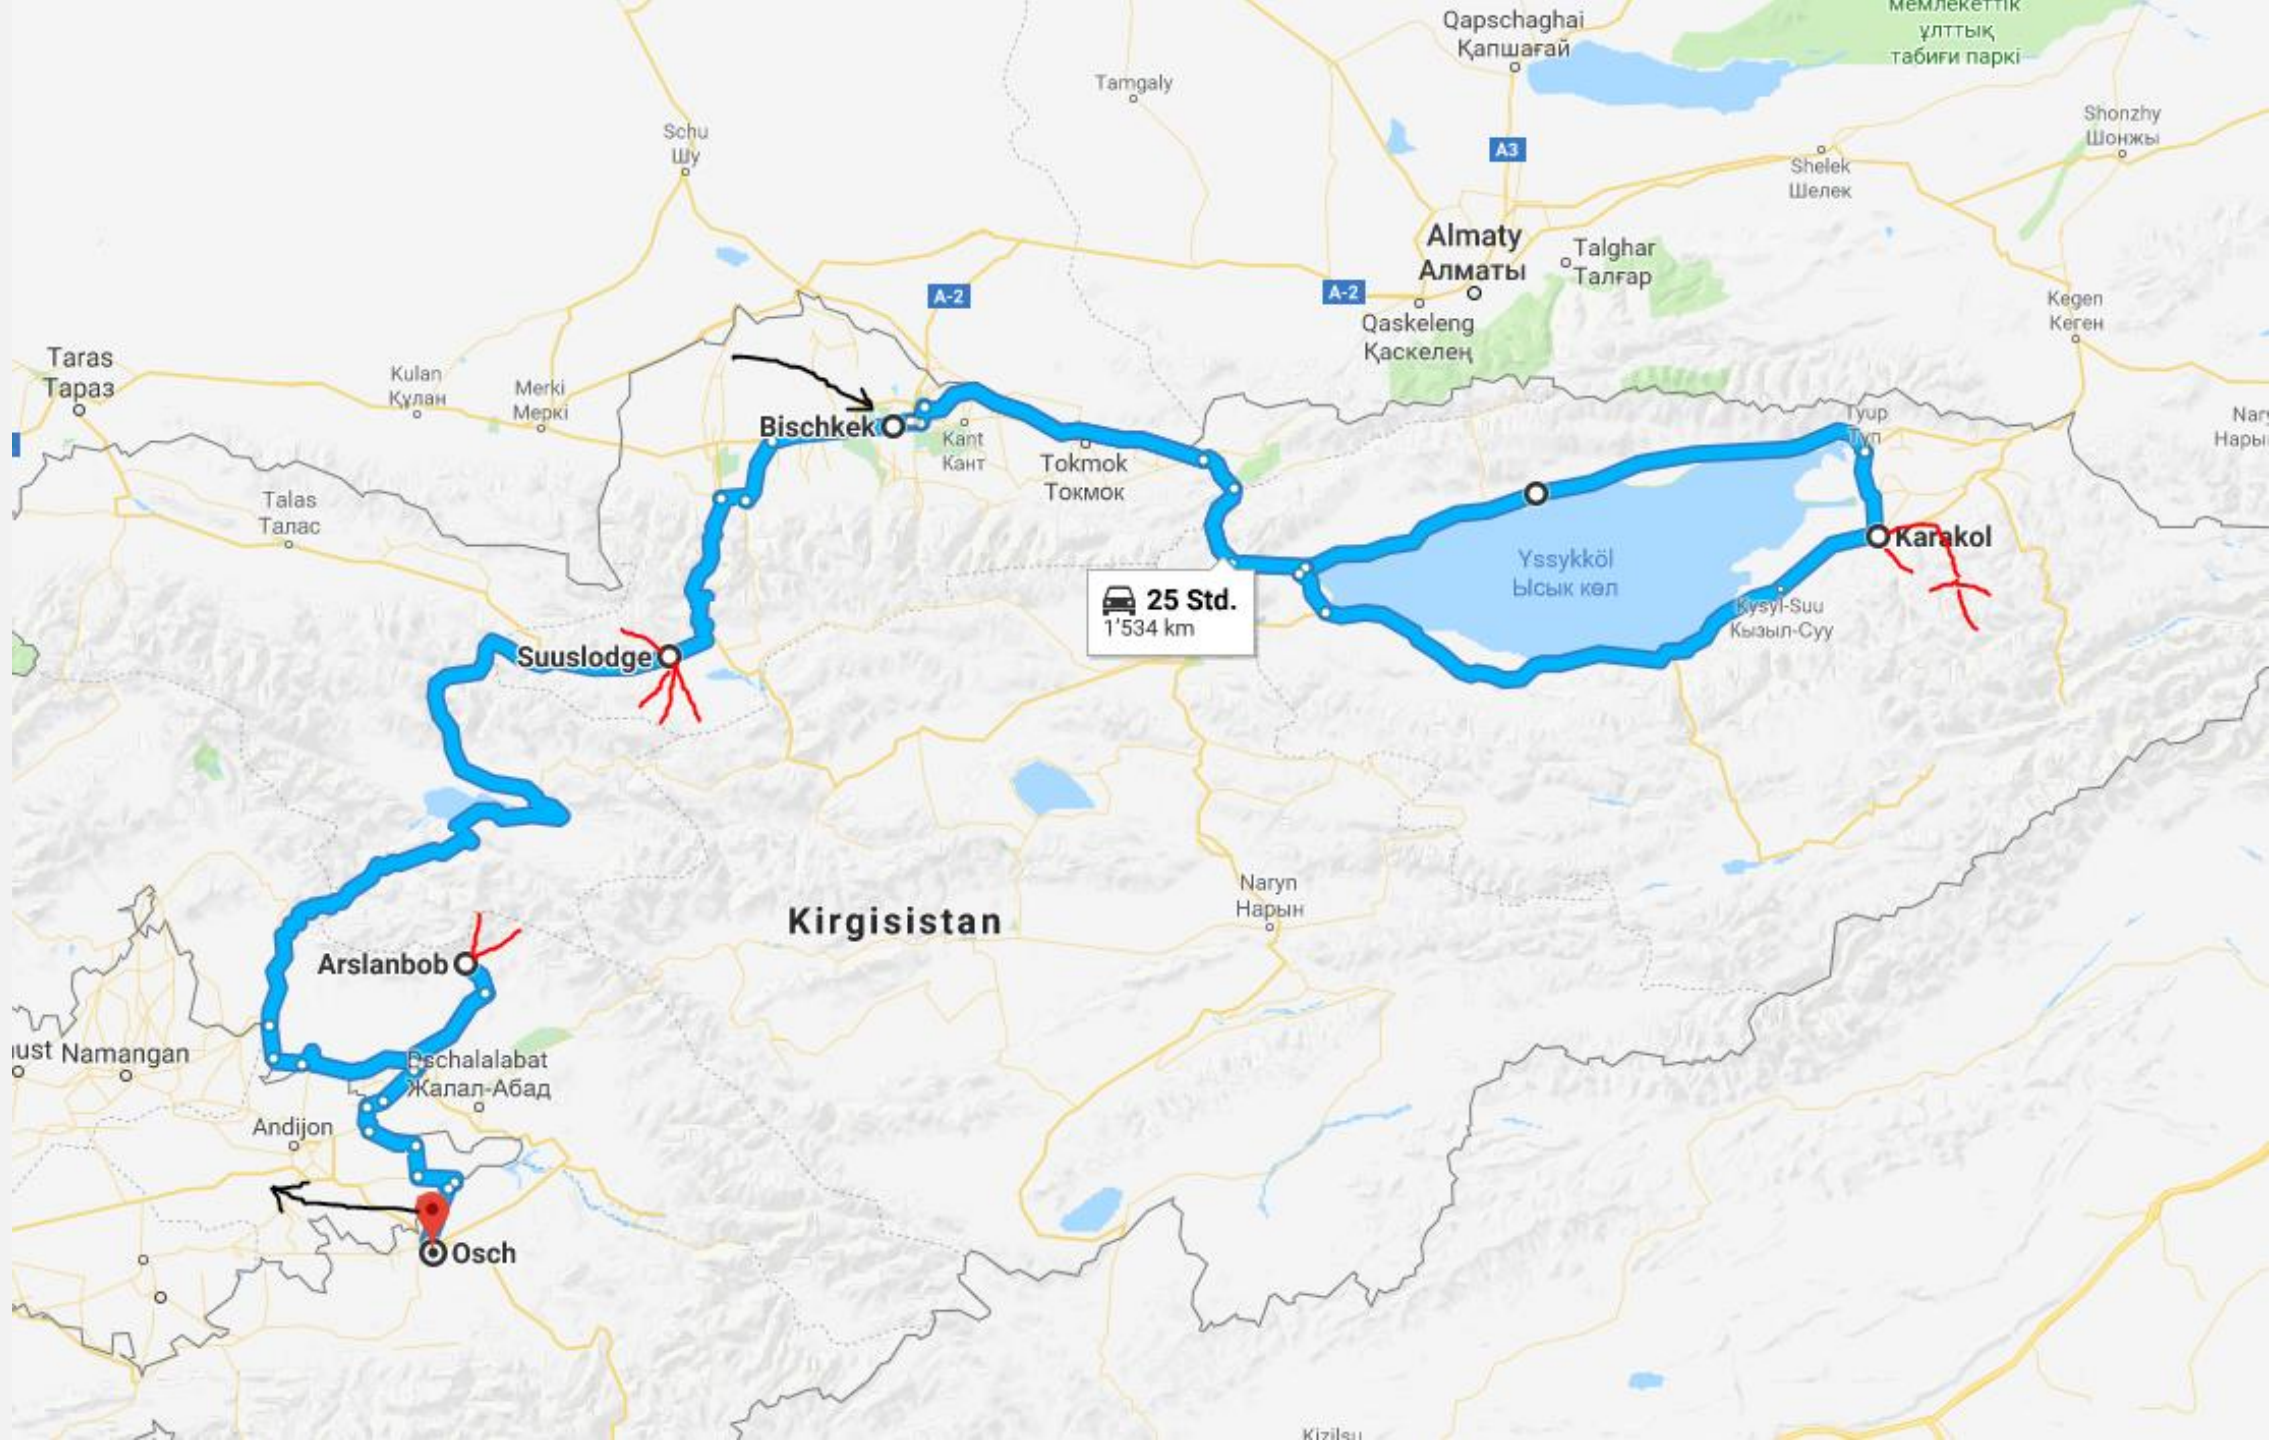 мемлекеттік
ұлттық
табиғи паркі
Qapschaghai
Қапшағай
Tamgaly
Shonzhy
Шонжы
Schu
Шу
A3
Shelek
Шелек
Almaty
Алматы
Talghar
Талғар
A-2
A-2
Kegen
Кеген
Qaskeleng
Қаскелең
Taras
Тараз
Kulan
Құлан
Merki
Меркі
Bischkek
Kant
Кант
Tokmok
Токмок
Tyup
Туп
Nary
Нары
Talas
Талас
Karakol
Yssykköl
Ысык көл
25 Std.
1'534 km
Kysyl-Suu
Кызыл-Суу
Suuslodge
Naryn
Нарын
Kirgisistan
Arslanbob
ust Namangan
Dschalalabat
Жалал-Абад
Andijon
Osch
Kizilsu